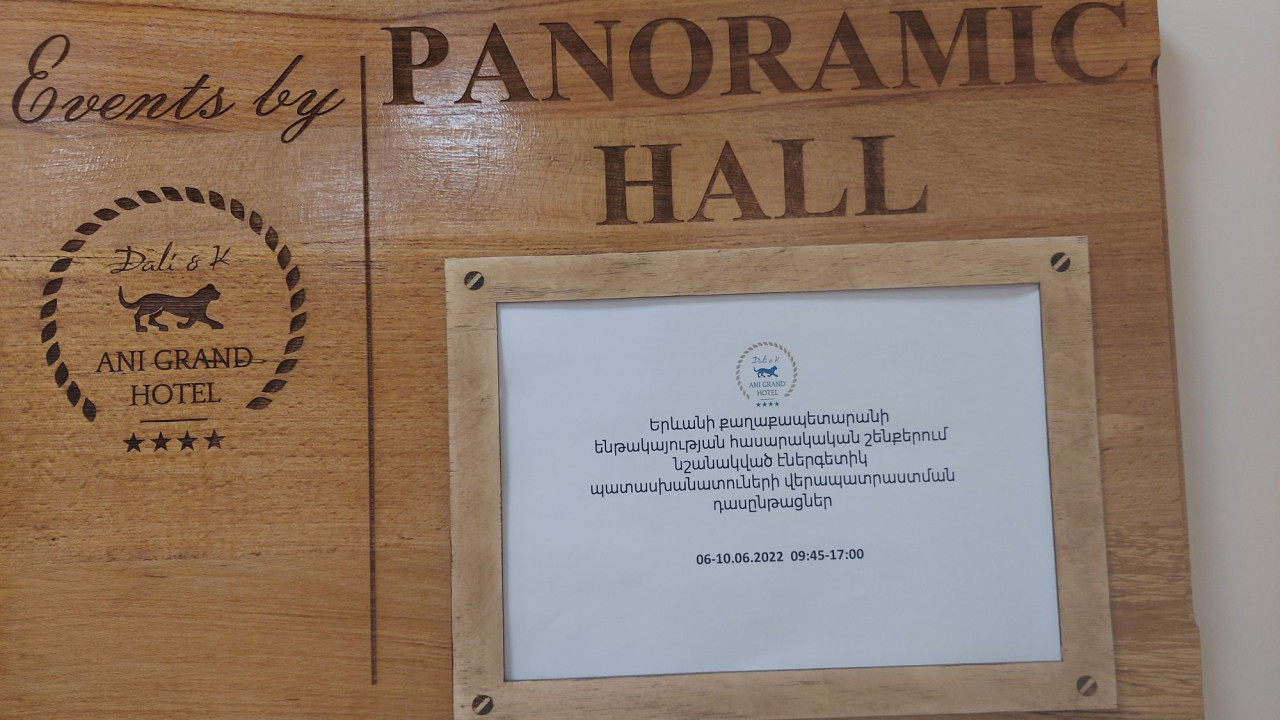 Events by
PANORAMIC
HALL
Dali & K
ANI GRAND
HOTEL
Dali & K
ANI GRAND
HOTEL
Երևանի քաղաքապետարանի
ենթակայության հասարակական շենքերում
նշանակված էներգետիկ
պատասխանատուների վերապատրաստման
դասընթացներ
06-10.06.2022 09:45-17:00